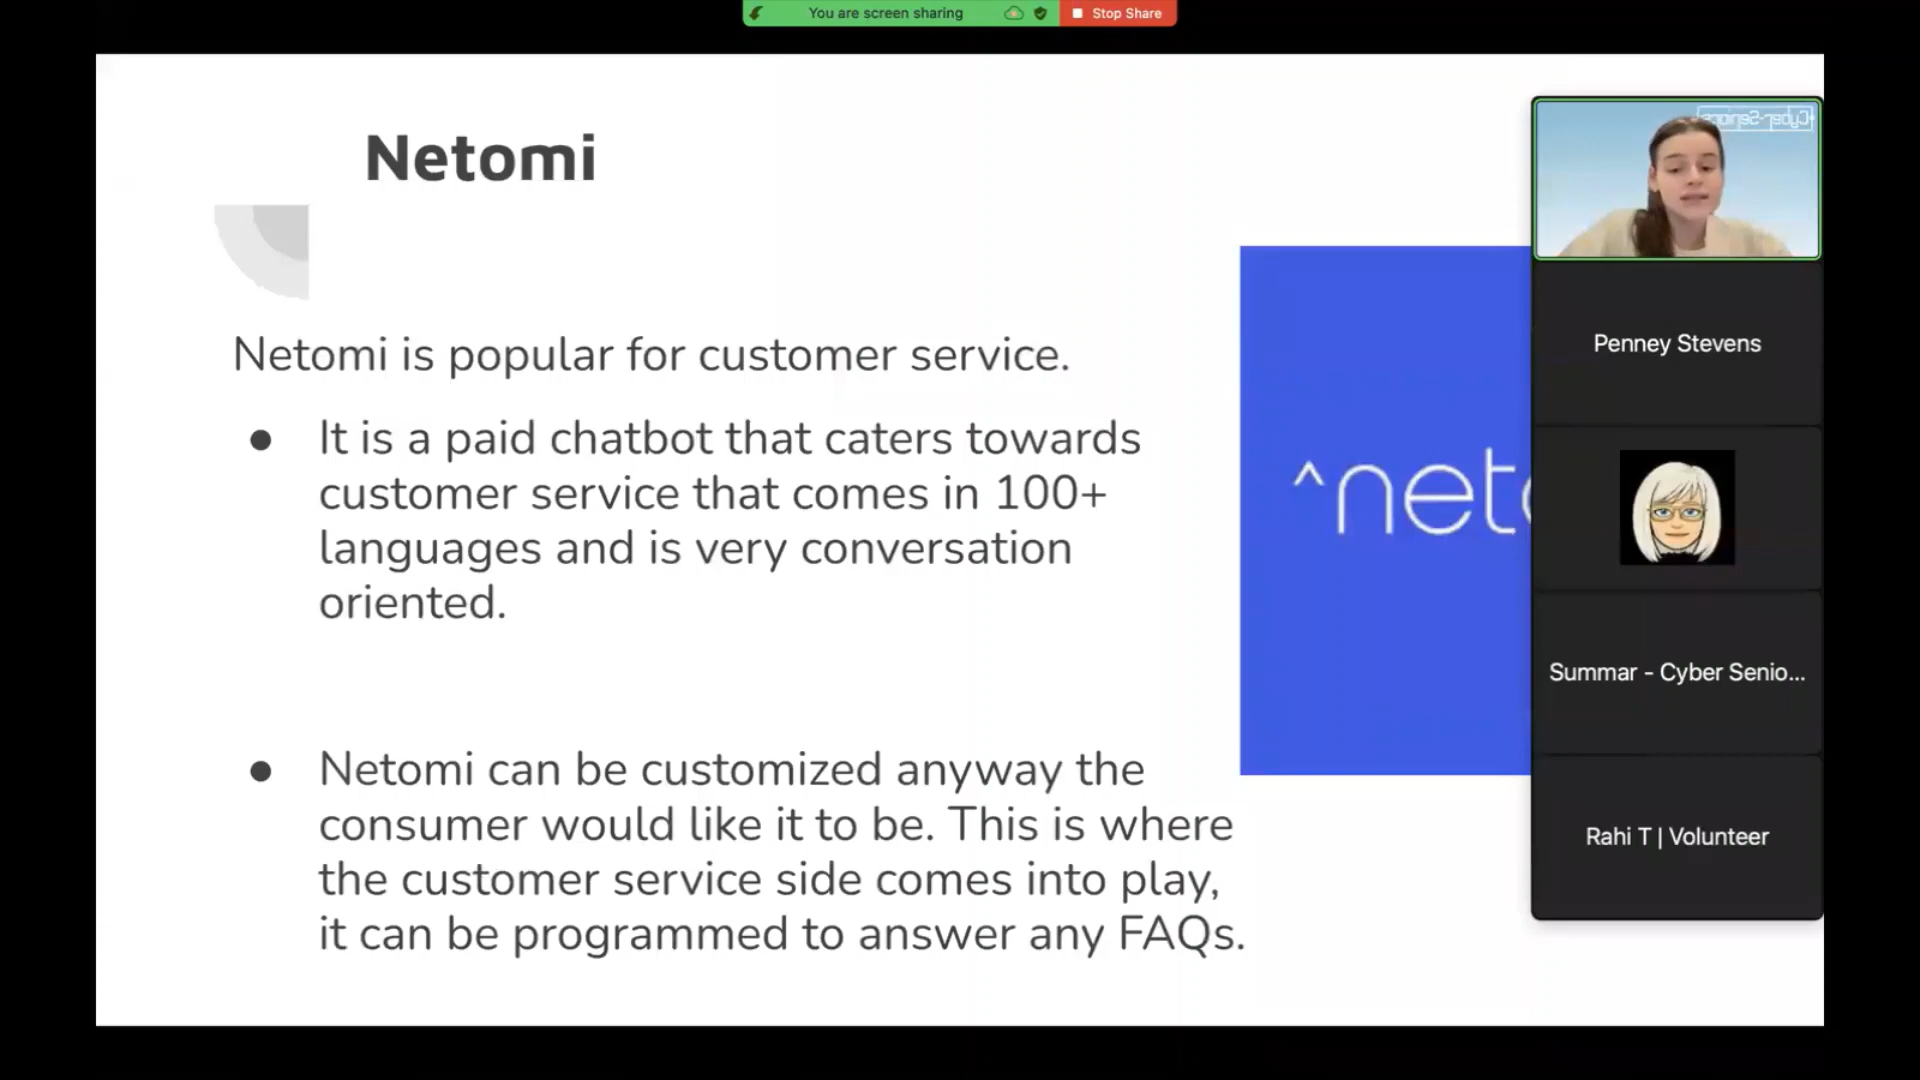 You are screen sharing
Stop Share
Netomi
Netomi is popular for customer service.
● It is a paid chatbot that caters towards
customer service that comes in 100+
languages and is very conversation
oriented.
● Netomi can be customized anyway the
consumer would like it to be. This is where
the customer service side comes into play,
it can be programmed to answer any FAQs.
^net
Cyber-Seniors
Penney Stevens
Summar - Cyber Senio...
Rahi T | Volunteer